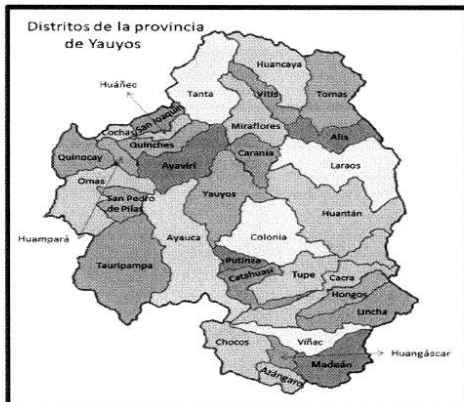 Distritos de la provincia
de Yauyos
Huancaya
Huáñec
Tanta
Vitis
Tomas
San Joaquín
Cochas
Miraflores
Alis
Quinches
Quinocay
Ayaviri
Carania
Laraos
Omas
Yauyos
San Pedro
de Pilas
Huantán
Huampará
Ayauca
Colonia
Tauripampa
Putinza
Catahuasi
Tupe
Cacra
Hongos
Lincha
Viñac
Chocos
Huangáscar
Madeán
Azángaro